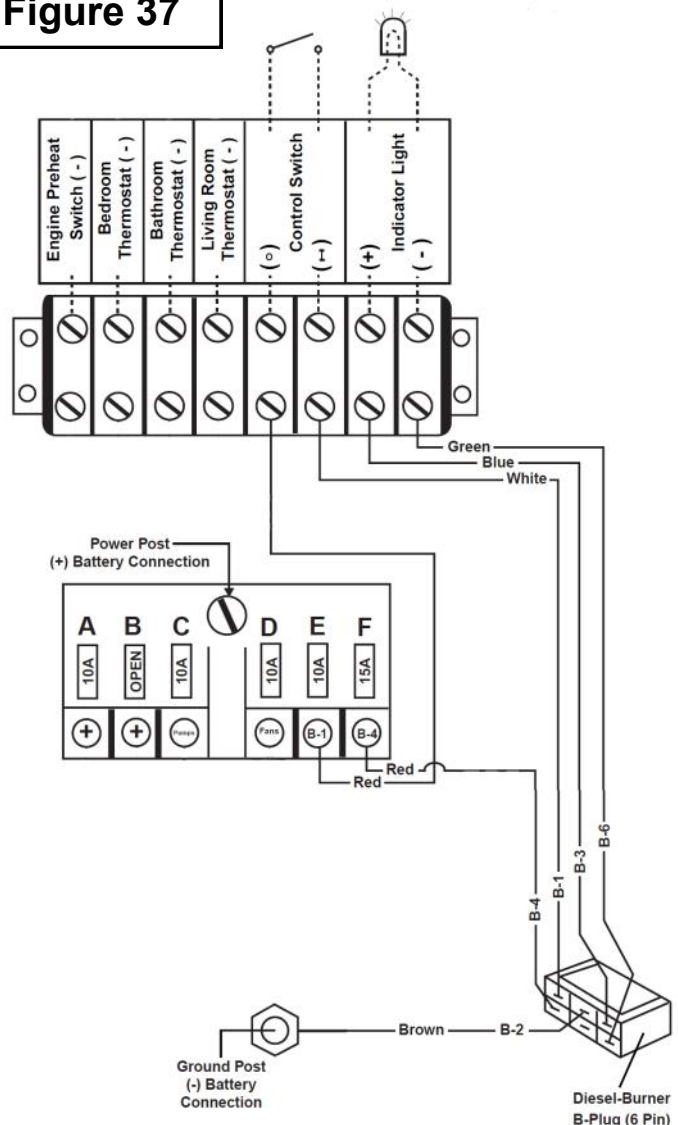 Figure 37
Engine Preheat
Switch ( - )
Bedroom
Thermostat ( - )
Bathroom
Thermostat ( - )
Living Room
Thermostat ( - )
Control Switch
Indicator Light
(+)
( - )
Green
Blue
White
Power Post
(+) Battery Connection
A B C D E F
10A OPEN 10A 10A 10A 15A
+ + Pumps Fans B-1 B-4
Red
Red
B-4
B-1
B-3
B-6
Brown B-2
Ground Post
(-) Battery
Connection
Diesel-Burner
B-Plug (6 Pin)